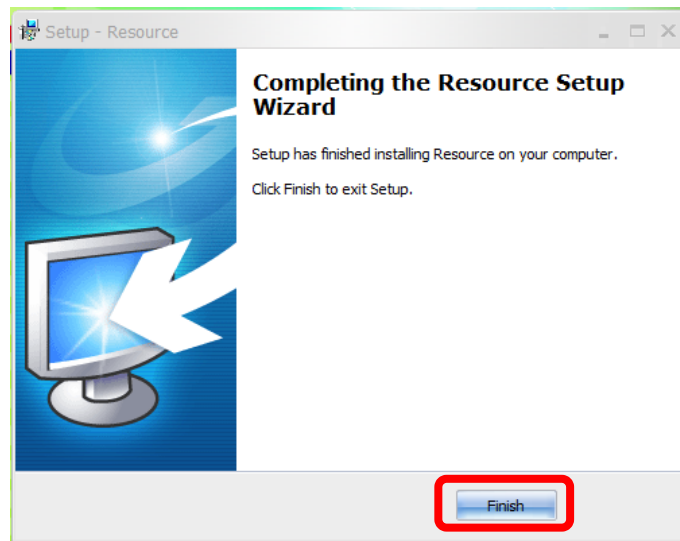 Setup - Resource
Completing the Resource Setup
Wizard
Setup has finished installing Resource on your computer.
Click Finish to exit Setup.
Finish